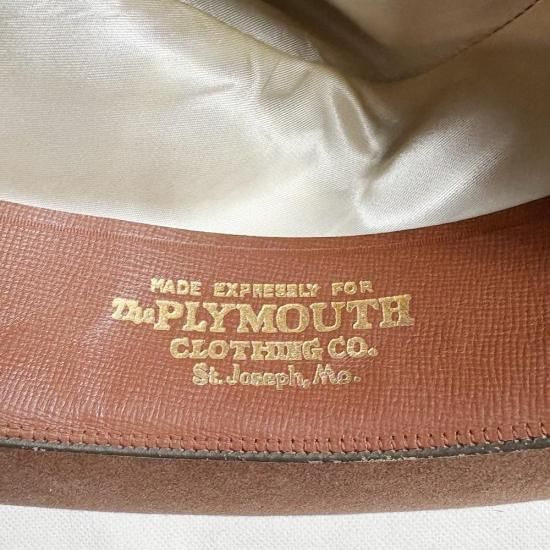 MADE EXPRESSLY FOR
The PLYMOUTH
CLOTHING CO.
St. Joseph, Mo.